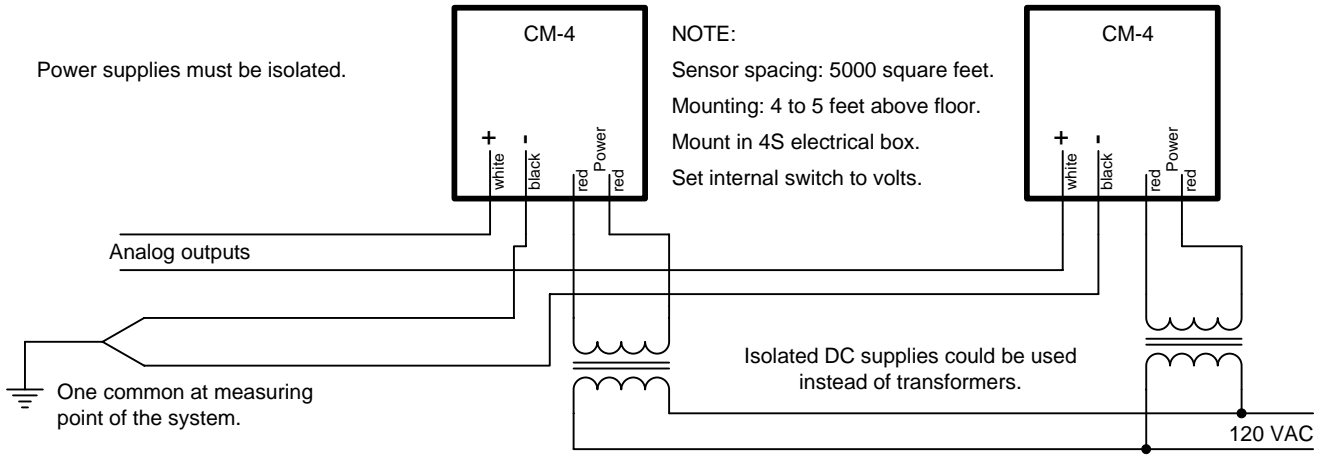 CM-4
NOTE:
CM-4
Power supplies must be isolated.
Sensor spacing: 5000 square feet.
Mounting: 4 to 5 feet above floor.
Mount in 4S electrical box.
Set internal switch to volts.
+
-
white
black
red
Power
red
+
-
white
black
red
Power
red
Analog outputs
Isolated DC supplies could be used
instead of transformers.
One common at measuring
point of the system.
120 VAC